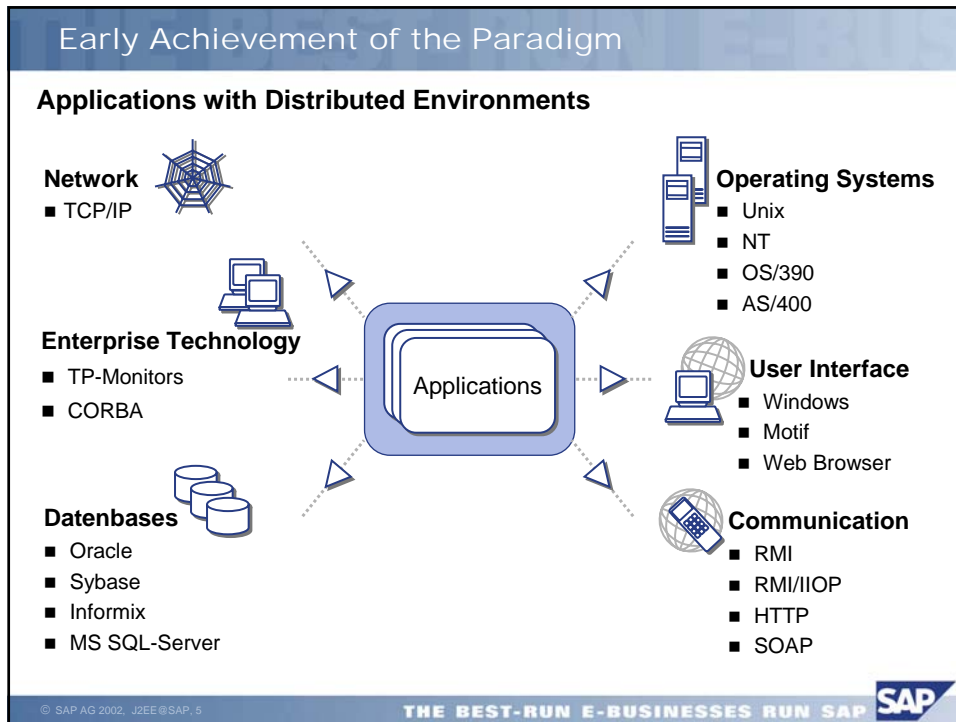 Early Achievement of the Paradigm
Applications with Distributed Environments
Network
■ TCP/IP
Enterprise Technology
■ TP-Monitors
■ CORBA
Datenbases
■ Oracle
■ Sybase
■ Informix
■ MS SQL-Server
Applications
Operating Systems
■ Unix
■ NT
■ OS/390
■ AS/400
User Interface
■ Windows
■ Motif
■ Web Browser
Communication
■ RMI
■ RMI/IIOP
■ HTTP
■ SOAP
© SAP AG 2002, J2EE@SAP, 5
THE BEST-RUN E-BUSINESSES RUN SAP
SAP